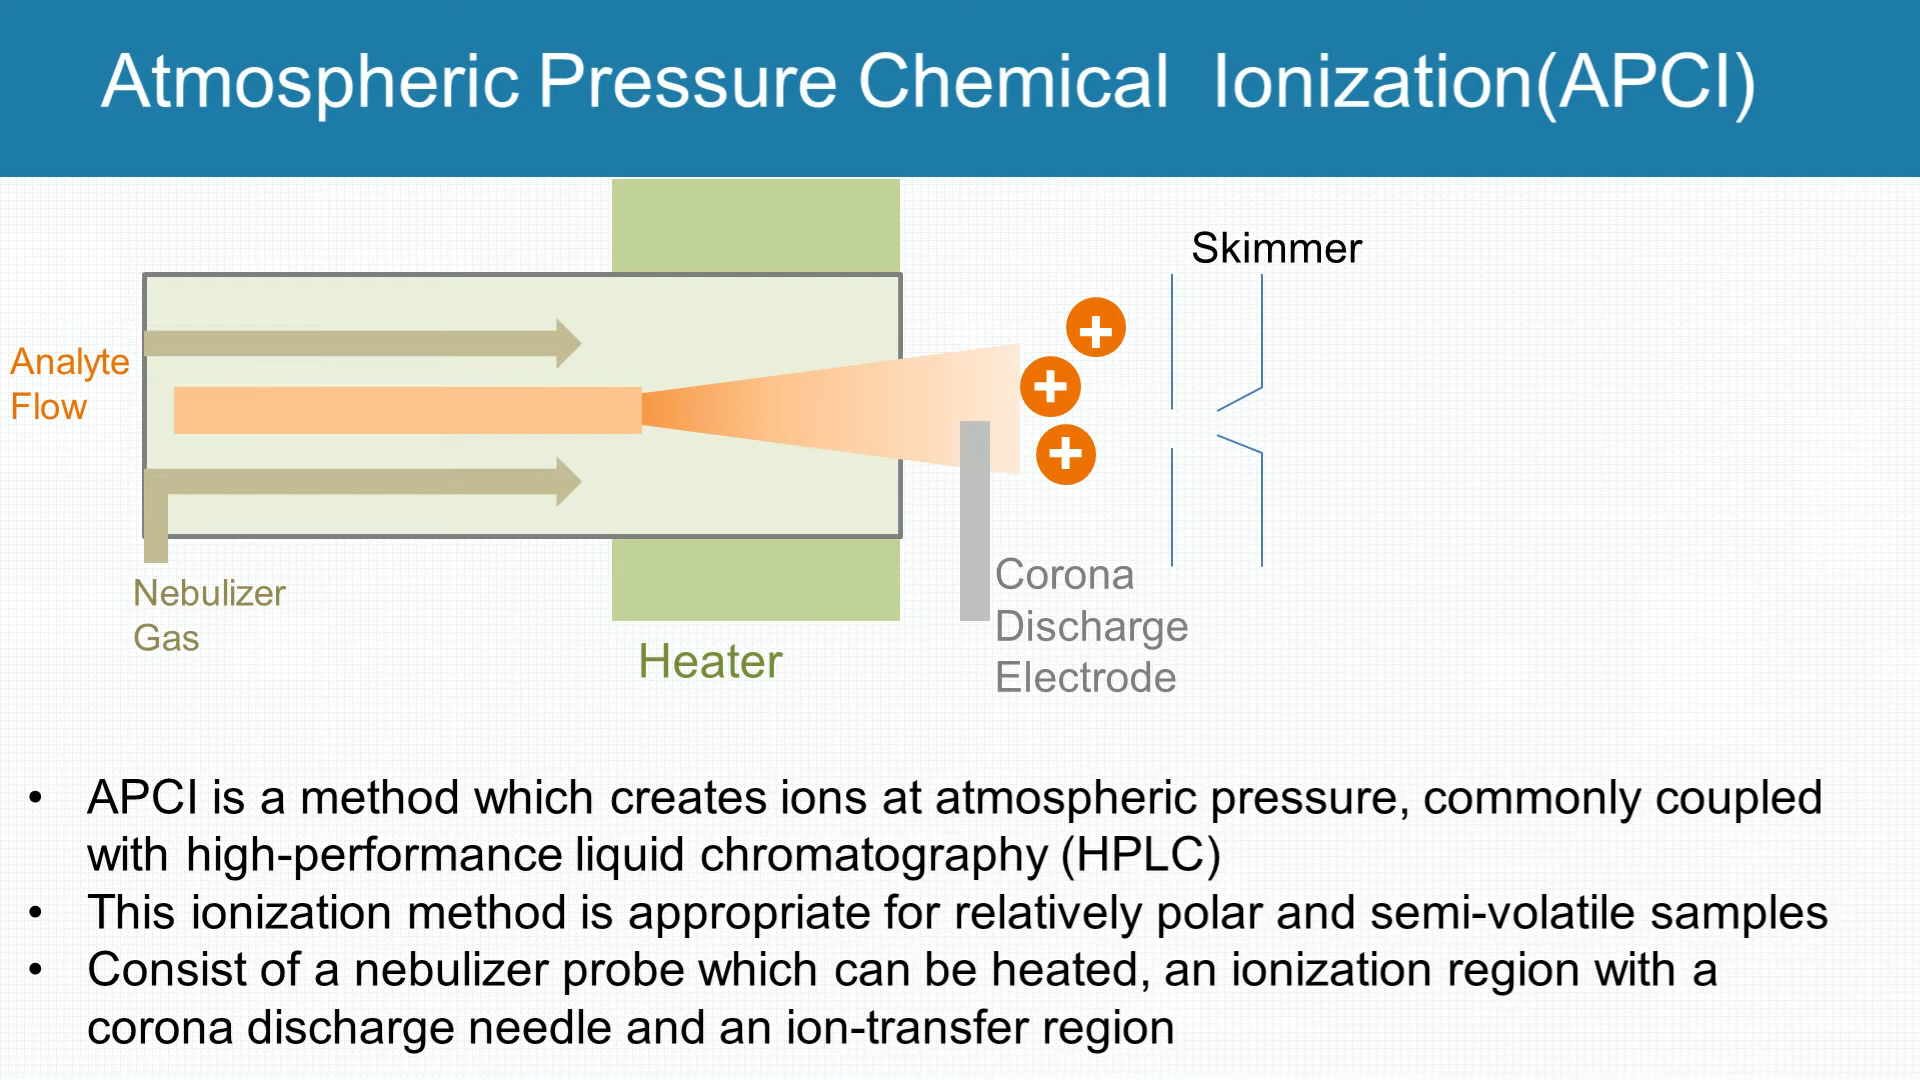 Atmospheric Pressure Chemical Ionization(APCI)
Skimmer
Analyte
Flow
Nebulizer
Gas
Heater
Corona
Discharge
Electrode
• APCI is a method which creates ions at atmospheric pressure, commonly coupled
with high-performance liquid chromatography (HPLC)
• This ionization method is appropriate for relatively polar and semi-volatile samples
• Consist of a nebulizer probe which can be heated, an ionization region with a
corona discharge needle and an ion-transfer region